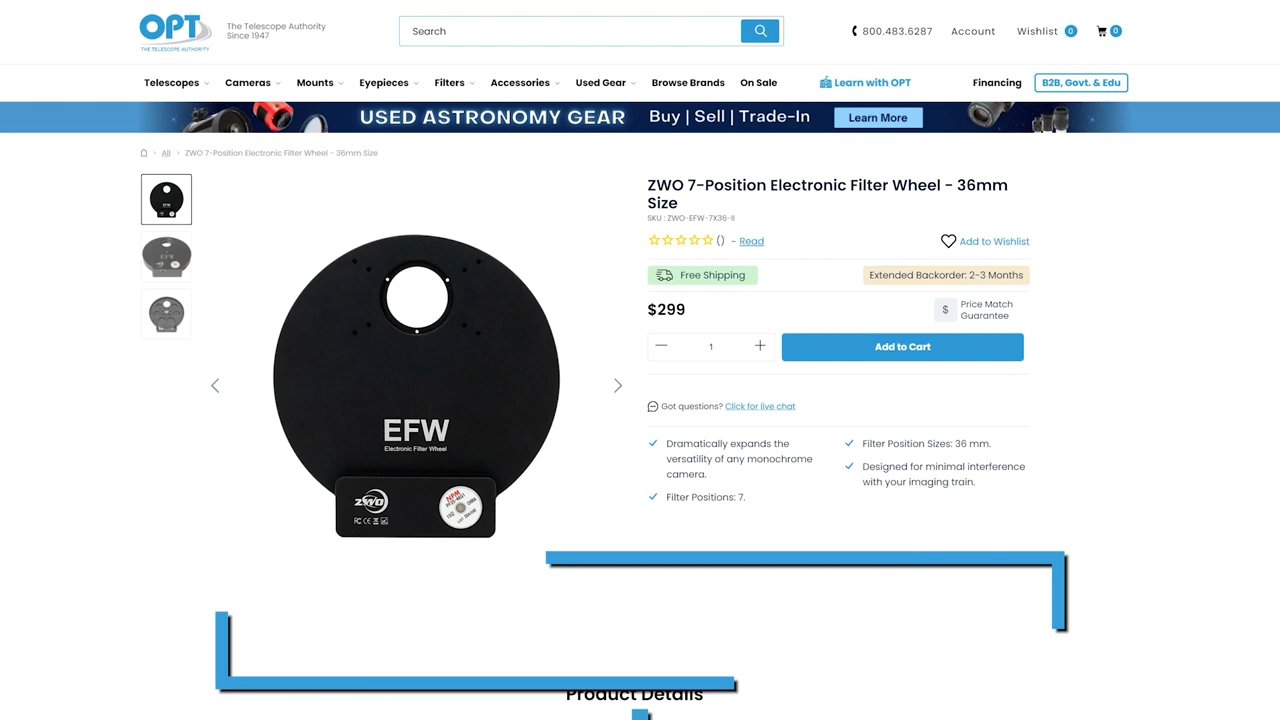 OPT
THE TELESCOPE AUTHORITY
The Telescope Authority
Since 1947
Search
800.483.6287
Account
Wishlist 0
0
Telescopes
Cameras
Mounts
Eyepieces
Filters
Accessories
Used Gear
Browse Brands
On Sale
Learn with OPT
Financing
B2B, Govt. & Edu
USED ASTRONOMY GEAR Buy | Sell | Trade-In Learn More
All > ZWO 7-Position Electronic Filter Wheel - 36mm Size
ZWO 7-Position Electronic Filter Wheel - 36mm
Size
SKU : ZWO-EFW-7X36-II
() - Read
Add to Wishlist
Free Shipping
Extended Backorder: 2-3 Months
$299
$ Price Match
Guarantee
1
Add to Cart
Got questions? Click for live chat
Dramatically expands the
versatility of any monochrome
camera.
Filter Positions: 7.
Filter Position Sizes: 36 mm.
Designed for minimal interference
with your imaging train.
EFW
Electronic Filter Wheel
ZWO
NPM
Product Details